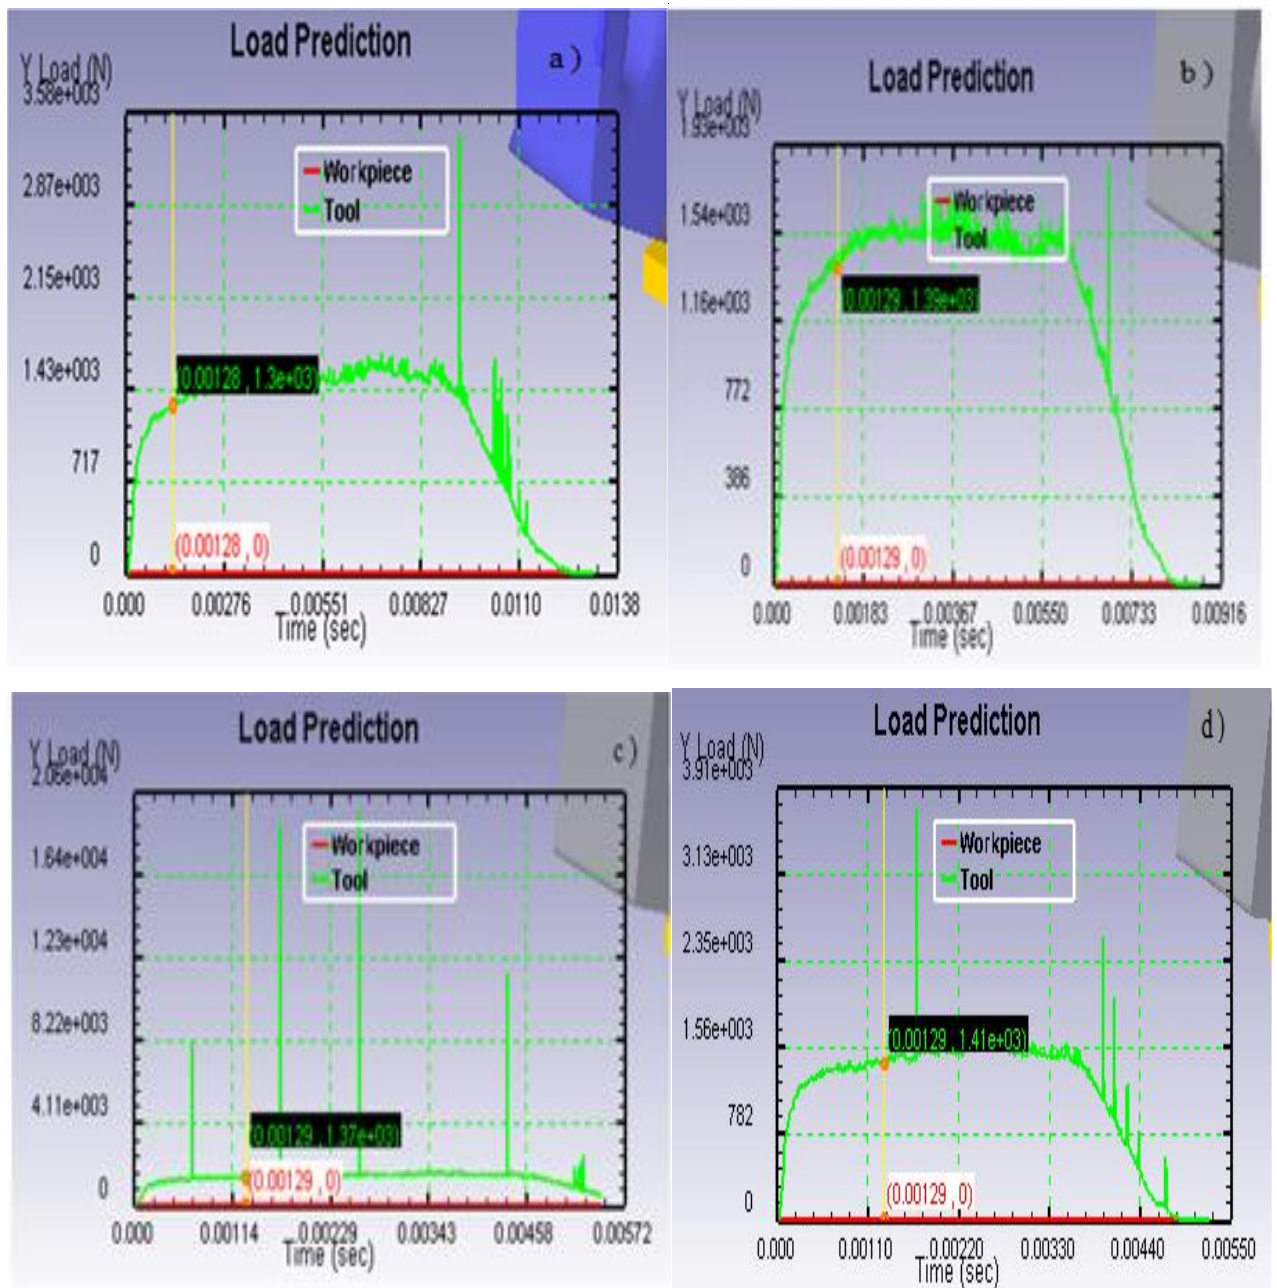 Load Prediction
a )
Y Load (N)
3.58e+003
2.87e+003
2.15e+003
1.43e+003
717
0
Workpiece
Tool
(0.00128 , 1.3e+03)
(0.00128 , 0)
0.000 0.00276 0.00551 0.00827 0.0110 0.0138
Time (sec)
Load Prediction
b )
Y Load (N)
1.93e+003
1.54e+003
1.16e+003
772
386
0
Workpiece
Tool
(0.00129 , 1.39e+03)
(0.00129 , 0)
0.000 0.00183 0.00367 0.00550 0.00733 0.00916
Time (sec)
Load Prediction
c )
Y Load (N)
2.06e+004
1.64e+004
1.23e+004
8.22e+003
4.11e+003
0
Workpiece
Tool
(0.00129 , 1.37e+03)
(0.00129 , 0)
0.000 0.00114 0.00229 0.00343 0.00458 0.00572
Time (sec)
Load Prediction
d )
Y Load (N)
3.91e+003
3.13e+003
2.35e+003
1.56e+003
782
0
Workpiece
Tool
(0.00129 , 1.41e+03)
(0.00129 , 0)
0.000 0.00110 0.00220 0.00330 0.00440 0.00550
Time (sec)